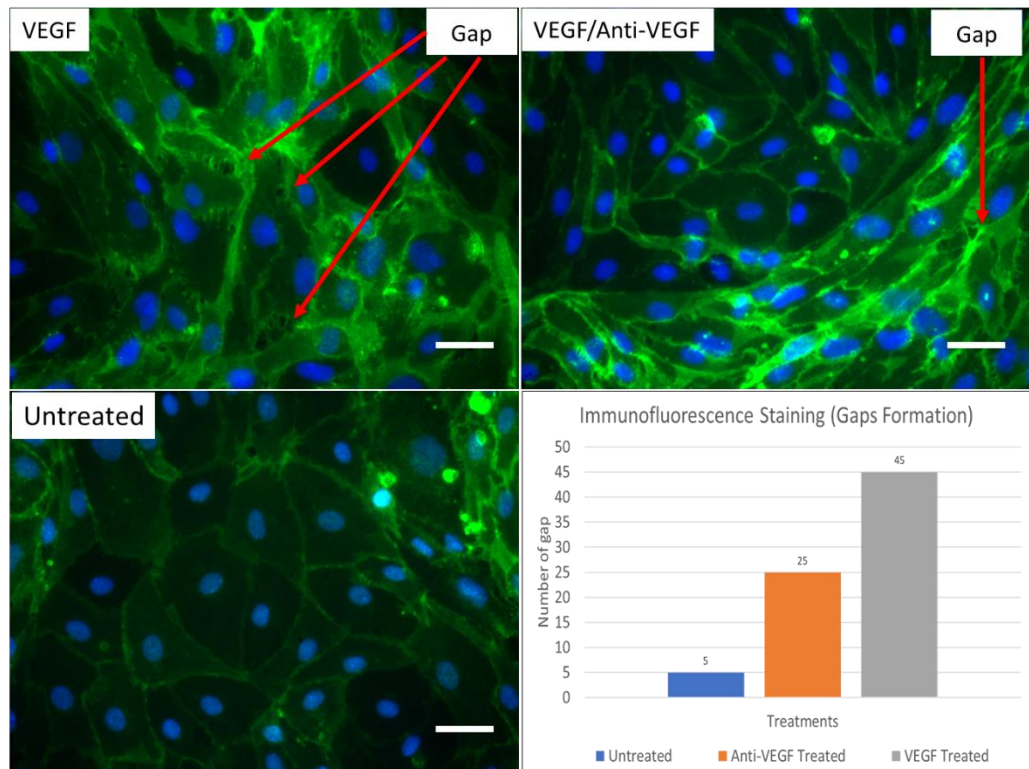 VEGF
Gap
VEGF/Anti-VEGF
Gap
Untreated
Immunofluorescence Staining (Gaps Formation)
Number of gap
50
45
40
35
30
25
20
15
10
5
0
5
25
45
Treatments
Untreated
Anti-VEGF Treated
VEGF Treated